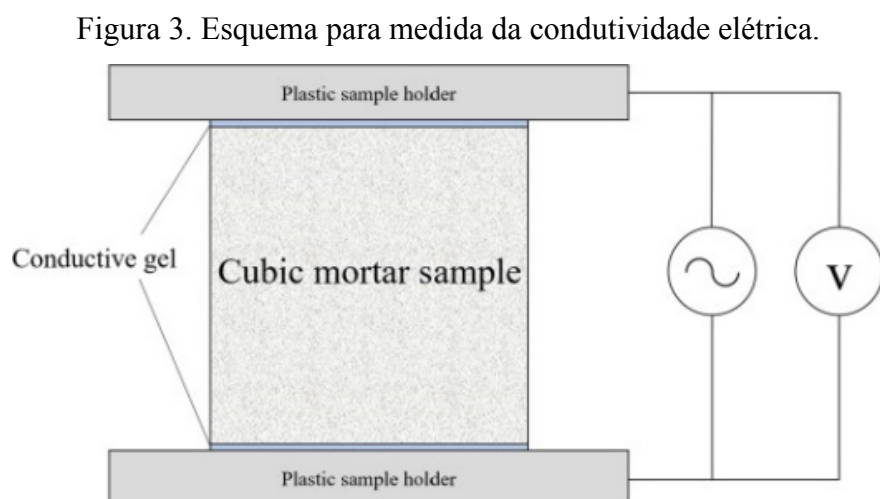 Figura 3. Esquema para medida da condutividade elétrica.
Plastic sample holder
Conductive gel
Cubic mortar sample
V
Plastic sample holder